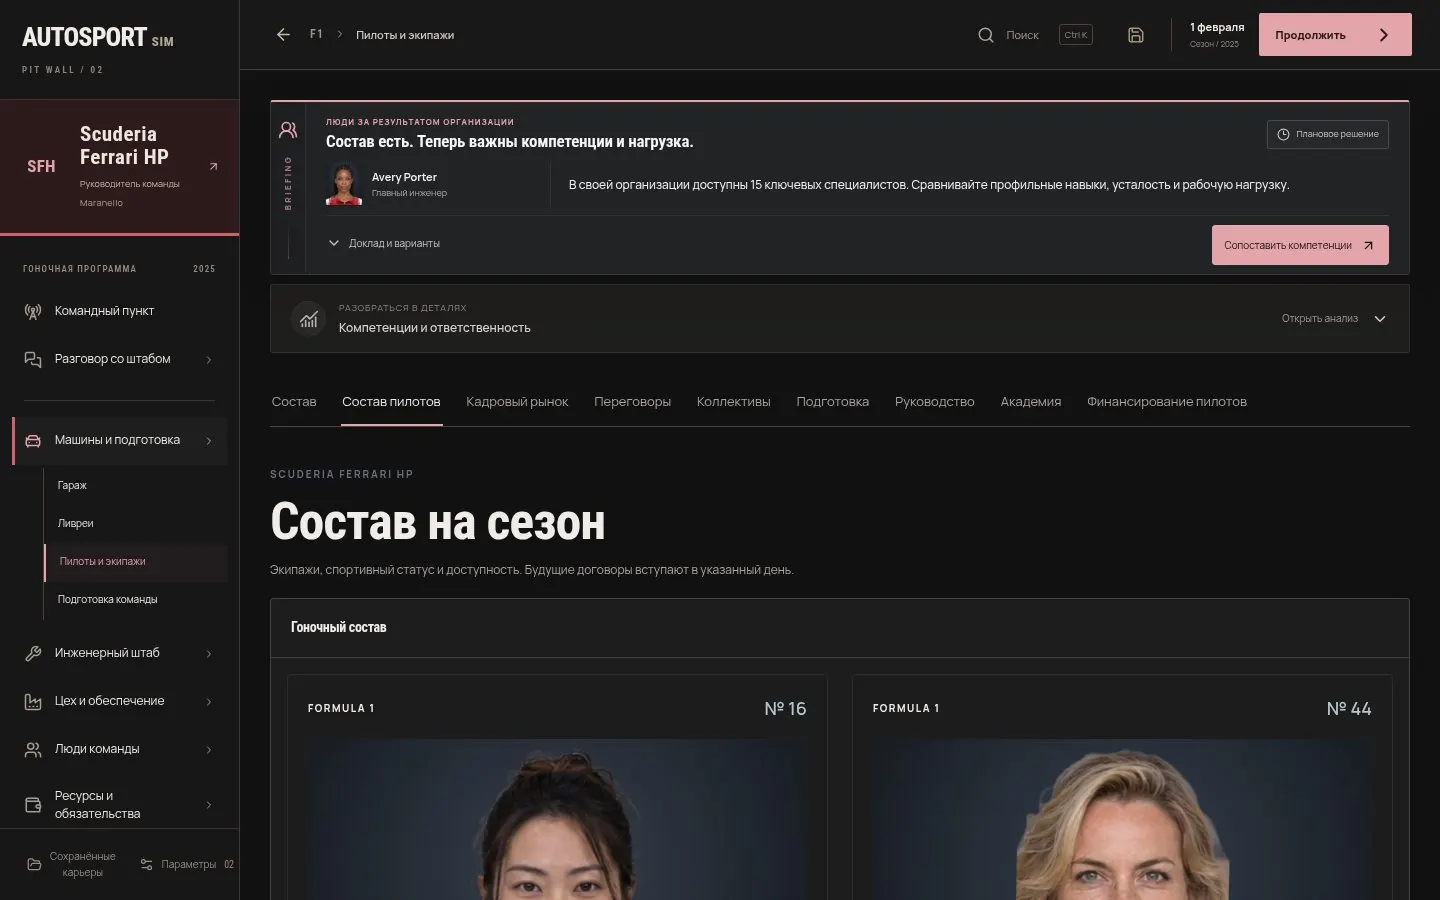 AUTOSPORT SIM
PIT WALL / 02
SFH
Scuderia
Ferrari HP
Руководитель команды
Maranello
ГОНОЧНАЯ ПРОГРАММА 2025
Командный пункт
Разговор со штабом
Машины и подготовка
Гараж
Ливреи
Пилоты и экипажи
Подготовка команды
Инженерный штаб
Цех и обеспечение
Люди команды
Ресурсы и
обязательства
Сохранённые
карьеры
Параметры 02
F1 Пилоты и экипажи
Поиск Ctrl K
1 февраля
Сезон / 2025
Продолжить
BRIEFING
ЛЮДИ ЗА РЕЗУЛЬТАТОМ ОРГАНИЗАЦИИ
Состав есть. Теперь важны компетенции и нагрузка.
Плановое решение
Avery Porter
Главный инженер
В своей организации доступны 15 ключевых специалистов. Сравнивайте профильные навыки, усталость и рабочую нагрузку.
Доклад и варианты
Сопоставить компетенции
РАЗОБРАТЬСЯ В ДЕТАЛЯХ
Компетенции и ответственность
Открыть анализ
Состав Состав пилотов Кадровый рынок Переговоры Коллективы Подготовка Руководство Академия Финансирование пилотов
SCUDERIA FERRARI HP
Состав на сезон
Экипажи, спортивный статус и доступность. Будущие договоры вступают в указанный день.
Гоночный состав
FORMULA 1 № 16
FORMULA 1 № 44